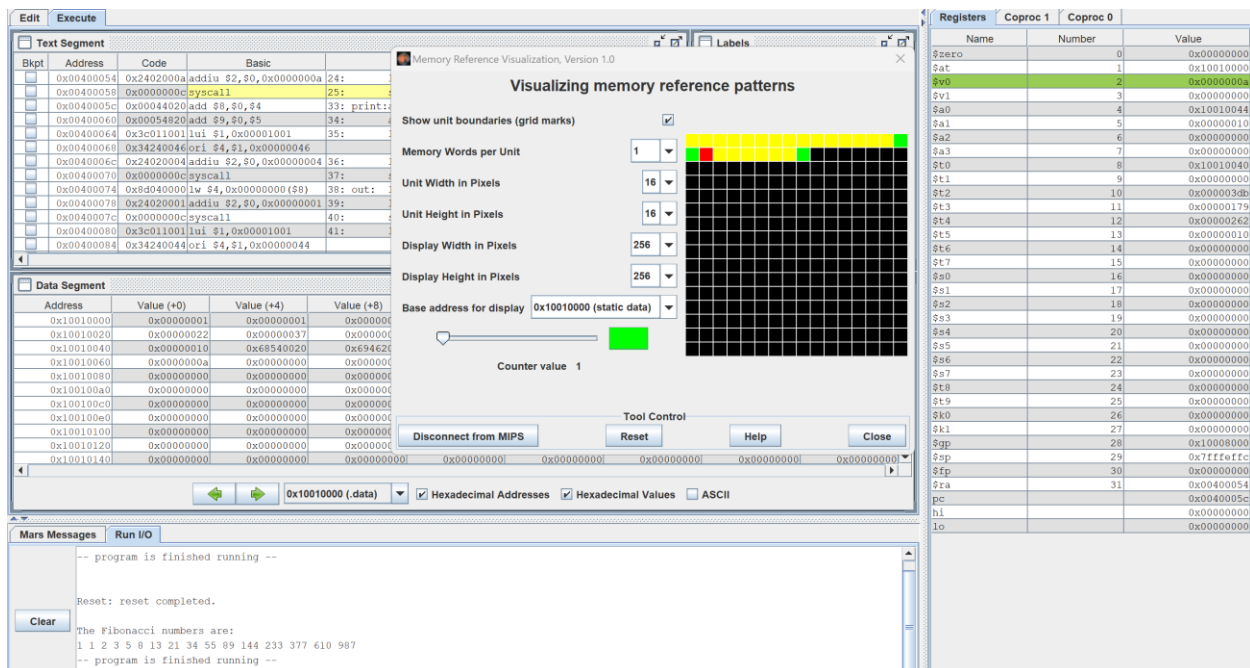 Edit Execute
Text Segment
Bkpt Address Code Basic
0x00400054 0x2402000a addiu $2,$0,0x0000000a 24:
0x00400058 0x0000000c syscall 25:
0x0040005c 0x00044020 add $8,$0,$4 33: print:
0x00400060 0x00054820 add $9,$0,$5 34:
0x00400064 0x3c011001 lui $1,0x00001001 35:
0x00400068 0x34240046 ori $4,$1,0x00000046
0x0040006c 0x24020004 addiu $2,$0,0x00000004 36:
0x00400070 0x0000000c syscall 37:
0x00400074 0x8d040000 lw $4,0x00000000($8) 38: out:
0x00400078 0x24020001 addiu $2,$0,0x00000001 39:
0x0040007c 0x0000000c syscall 40:
0x00400080 0x3c011001 lui $1,0x00001001 41:
0x00400084 0x34240044 ori $4,$1,0x00000044
Labels
Data Segment
Address Value (+0) Value (+4) Value (+8)
0x10010000 0x00000001 0x00000001 0x000000
0x10010020 0x00000022 0x00000037 0x000000
0x10010040 0x00000010 0x68540020 0x694620
0x10010060 0x0000000a 0x00000000 0x000000
0x10010080 0x00000000 0x00000000 0x000000
0x100100a0 0x00000000 0x00000000 0x000000
0x100100c0 0x00000000 0x00000000 0x000000
0x100100e0 0x00000000 0x00000000 0x000000
0x10010100 0x00000000 0x00000000 0x000000
0x10010120 0x00000000 0x00000000 0x000000
0x10010140 0x00000000 0x00000000 0x00000000 0x00000000 0x00000000 0x00000000 0x00000000 0x00000000
0x10010000 (.data) Hexadecimal Addresses Hexadecimal Values ASCII
Memory Reference Visualization, Version 1.0
Visualizing memory reference patterns
Show unit boundaries (grid marks)
Memory Words per Unit 1
Unit Width in Pixels 16
Unit Height in Pixels 16
Display Width in Pixels 256
Display Height in Pixels 256
Base address for display 0x10010000 (static data)
Counter value 1
Tool Control
Disconnect from MIPS Reset Help Close
Mars Messages Run I/O
-- program is finished running --
Reset: reset completed.
Clear
The Fibonacci numbers are:
1 1 2 3 5 8 13 21 34 55 89 144 233 377 610 987
-- program is finished running --
Registers Coproc 1 Coproc 0
Name Number Value
$zero 0 0x00000000
$at 1 0x10010000
$v0 2 0x0000000a
$v1 3 0x00000000
$a0 4 0x10010044
$a1 5 0x00000010
$a2 6 0x00000000
$a3 7 0x00000000
$t0 8 0x10010040
$t1 9 0x00000000
$t2 10 0x000003db
$t3 11 0x00000179
$t4 12 0x00000262
$t5 13 0x00000010
$t6 14 0x00000000
$t7 15 0x00000000
$s0 16 0x00000000
$s1 17 0x00000000
$s2 18 0x00000000
$s3 19 0x00000000
$s4 20 0x00000000
$s5 21 0x00000000
$s6 22 0x00000000
$s7 23 0x00000000
$t8 24 0x00000000
$t9 25 0x00000000
$k0 26 0x00000000
$k1 27 0x00000000
$gp 28 0x10008000
$sp 29 0x7fffeffc
$fp 30 0x00000000
$ra 31 0x00400054
pc 0x0040005c
hi 0x00000000
lo 0x00000000